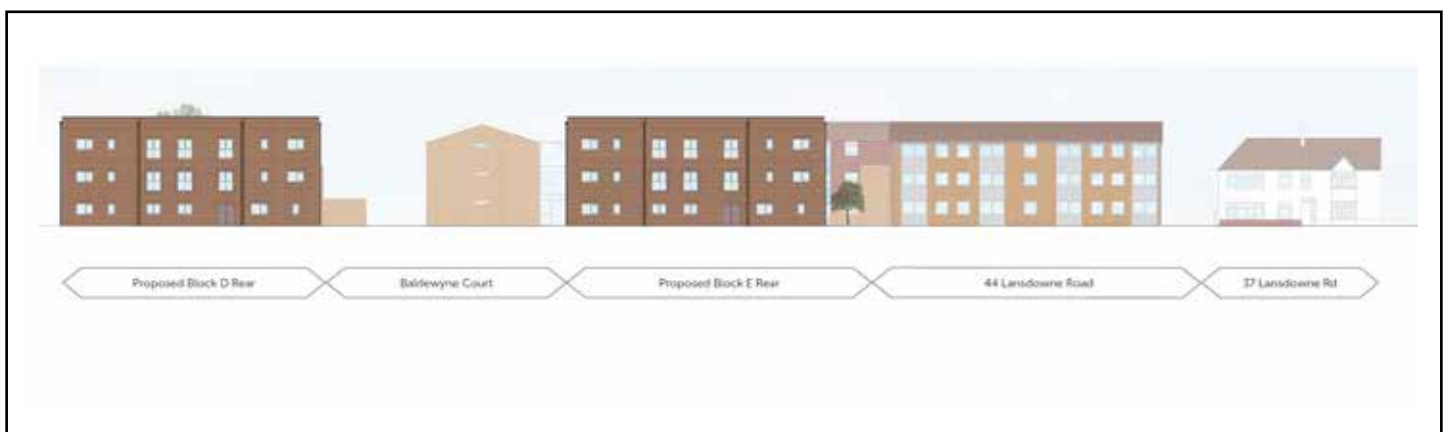 Proposed Block D Rear
Baldewyne Court
Proposed Block E Rear
44 Lansdowne Road
37 Lansdowne Rd